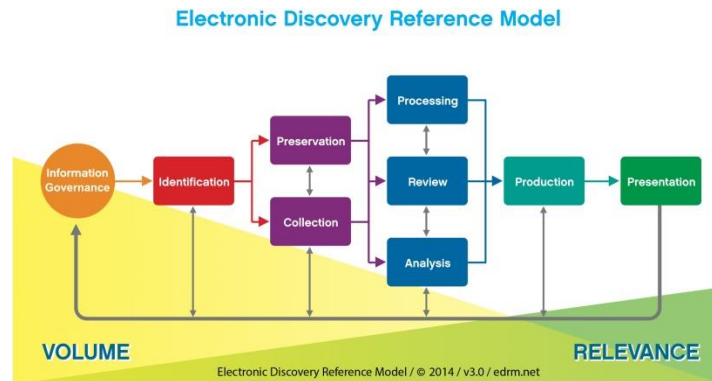 Electronic Discovery Reference Model
Processing
Preservation
Information
Governance
Identification
Review
Production
Presentation
Collection
Analysis
VOLUME
RELEVANCE
Electronic Discovery Reference Model / © 2014 / v3.0 / edrm.net